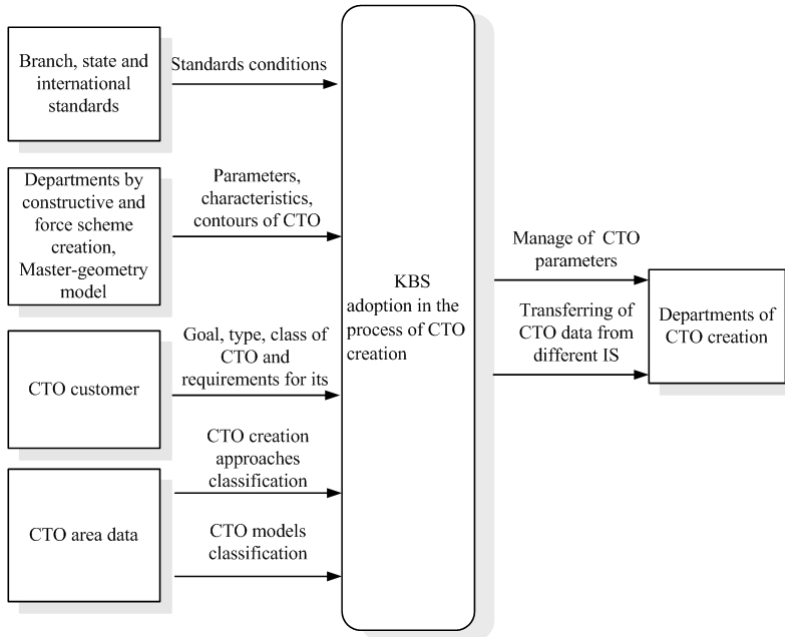 Branch, state and
international
standards
Standards conditions
Departments by
constructive and
force scheme
creation,
Master-geometry
model
Parameters,
characteristics,
contours of CTO
CTO customer
Goal, type, class of
CTO and
requirements for its
CTO area data
CTO creation
approaches
classification
CTO models
classification
KBS
adoption in the
process of CTO
creation
Manage of CTO
parameters
Transferring of
CTO data from
different IS
Departments of
CTO creation